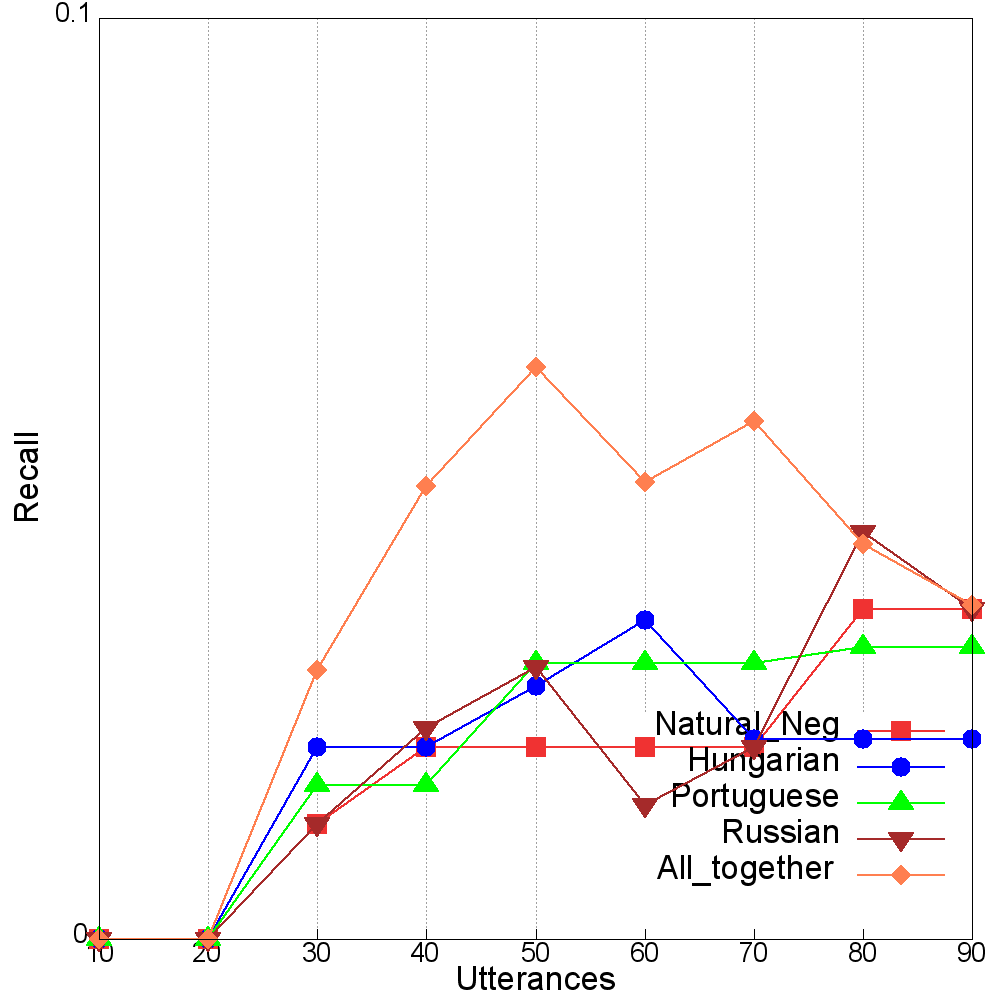 0.1
Recall
Natural_Neg
Hungarian
Portuguese
Russian
All_together
0
10 20 30 40 50 60 70 80 90
Utterances